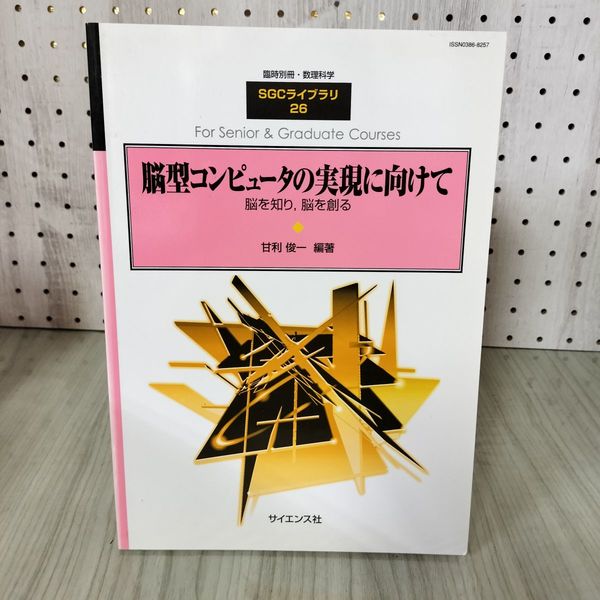 ISSN0386-8257
臨時別冊・数理科学
SGCライブラリ
26
For Senior & Graduate Courses
脳型コンピュータの実現に向けて
脳を知り，脳を創る
甘利 俊一 編著
サイエンス社